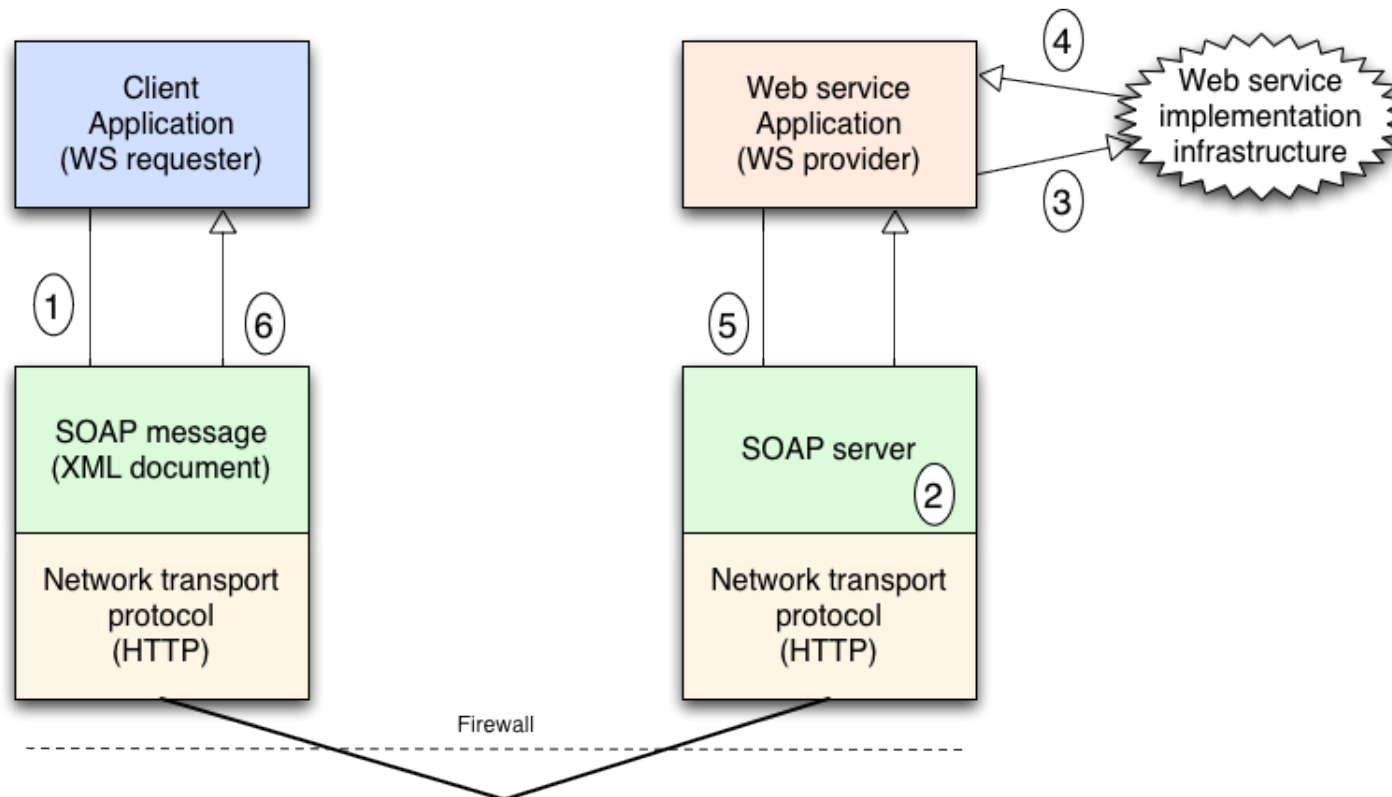 Client
Application
(WS requester)
Web service
Application
(WS provider)
4
Web service
implementation
infrastructure
3
1
6
5
SOAP message
(XML document)
SOAP server
2
Network transport
protocol
(HTTP)
Network transport
protocol
(HTTP)
Firewall